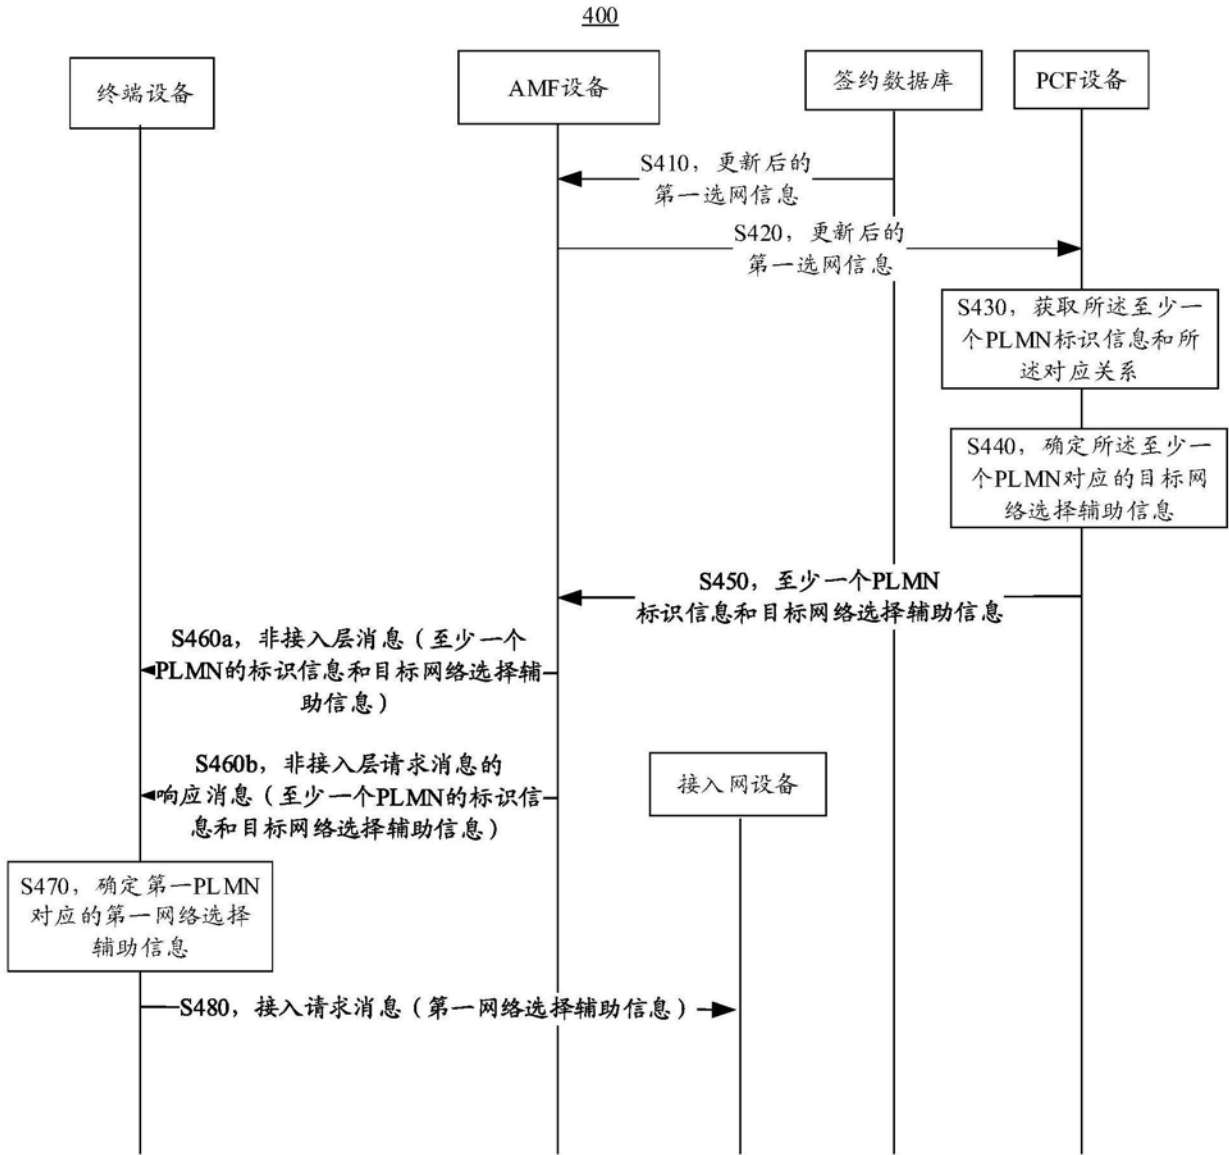 400
终端设备
AMF设备
签约数据库
PCF设备
S410，更新后的
第一选网信息
S420，更新后的
第一选网信息
S430，获取所述至少一
个PLMN标识信息和所
述对应关系
S440，确定所述至少一
个PLMN对应的目标网
络选择辅助信息
S450，至少一个PLMN
标识信息和目标网络选择辅助信息
S460a，非接入层消息（至少一个
PLMN的标识信息和目标网络选择辅
助信息）
S460b，非接入层请求消息的
响应消息（至少一个PLMN的标识信
息和目标网络选择辅助信息）
接入网设备
S470，确定第一PLMN
对应的第一网络选择
辅助信息
S480，接入请求消息（第一网络选择辅助信息）